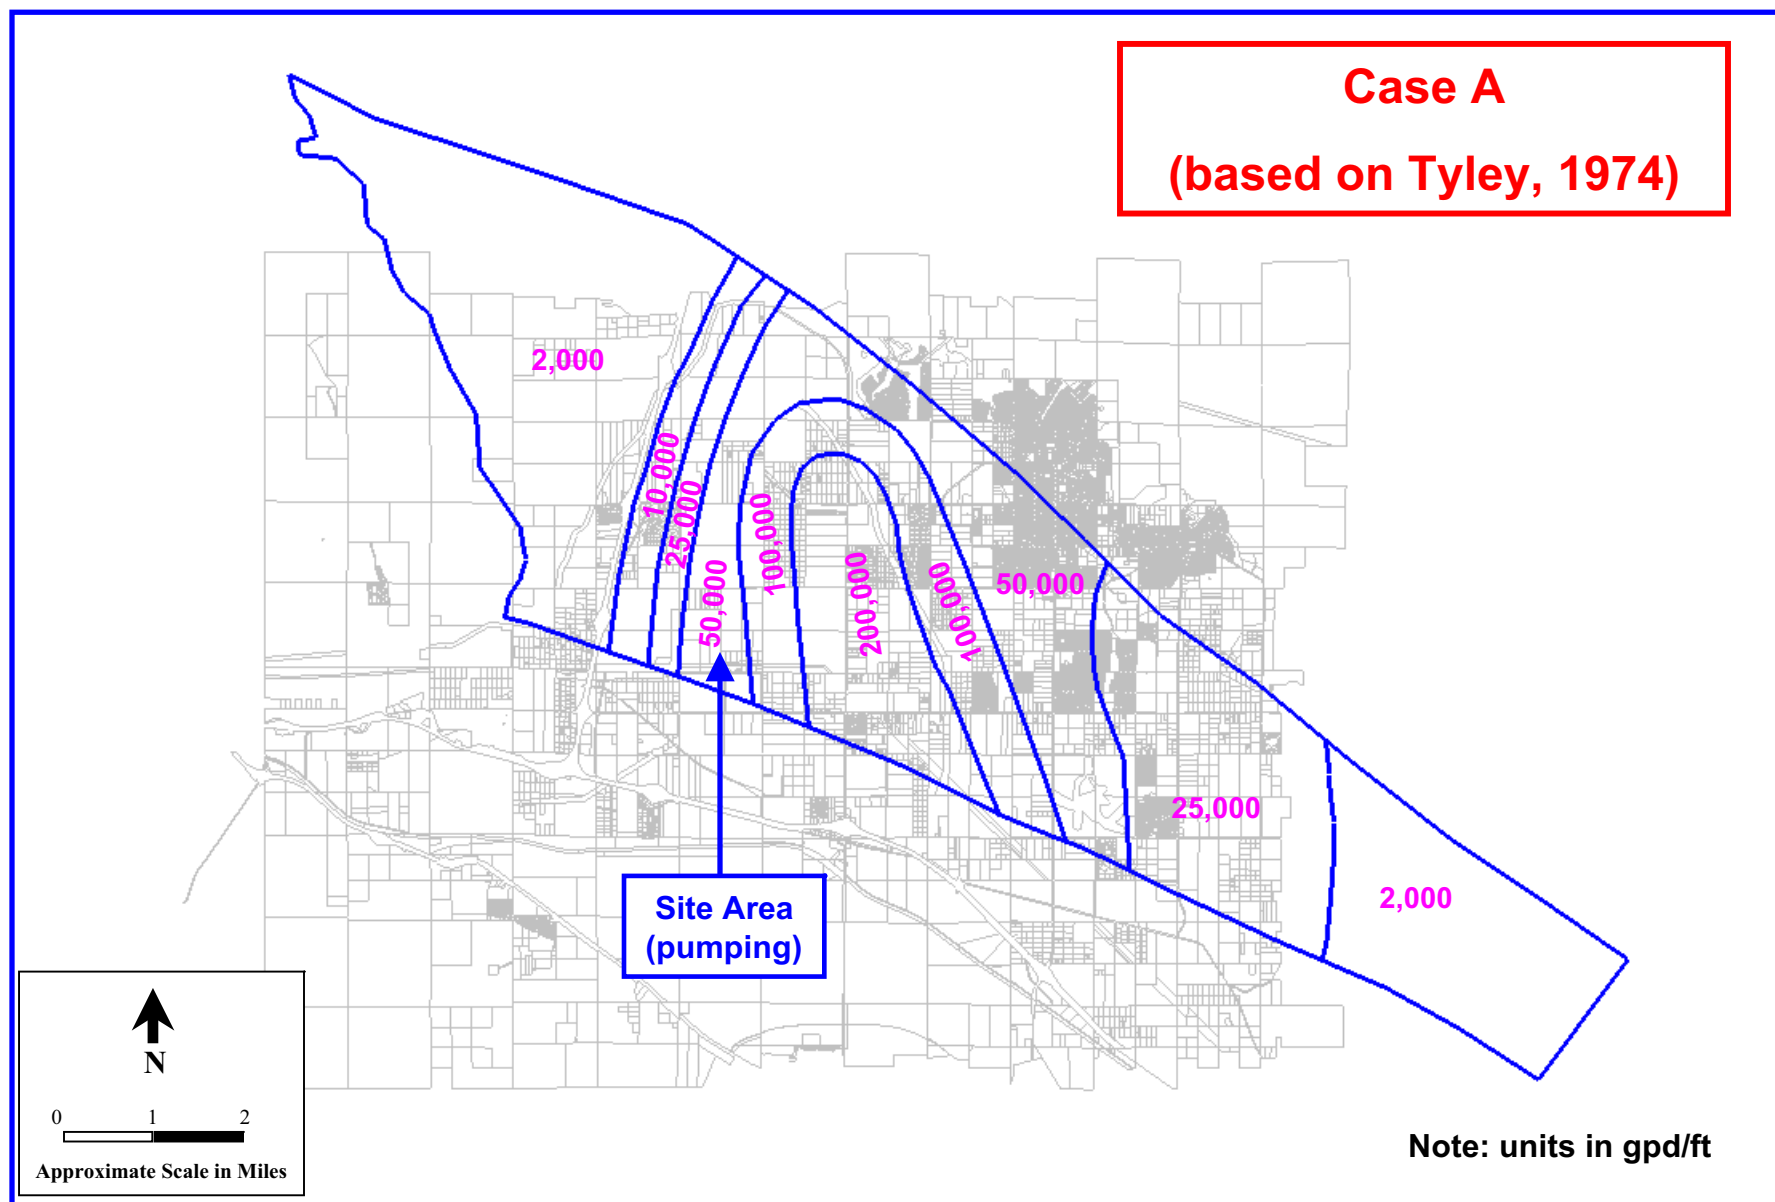 Case A
(based on Tyley, 1974)
2,000
10,000
25,000
50,000
100,000
200,000
100,000
50,000
25,000
2,000
Site Area
(pumping)
N
0 1 2
Approximate Scale in Miles
Note: units in gpd/ft